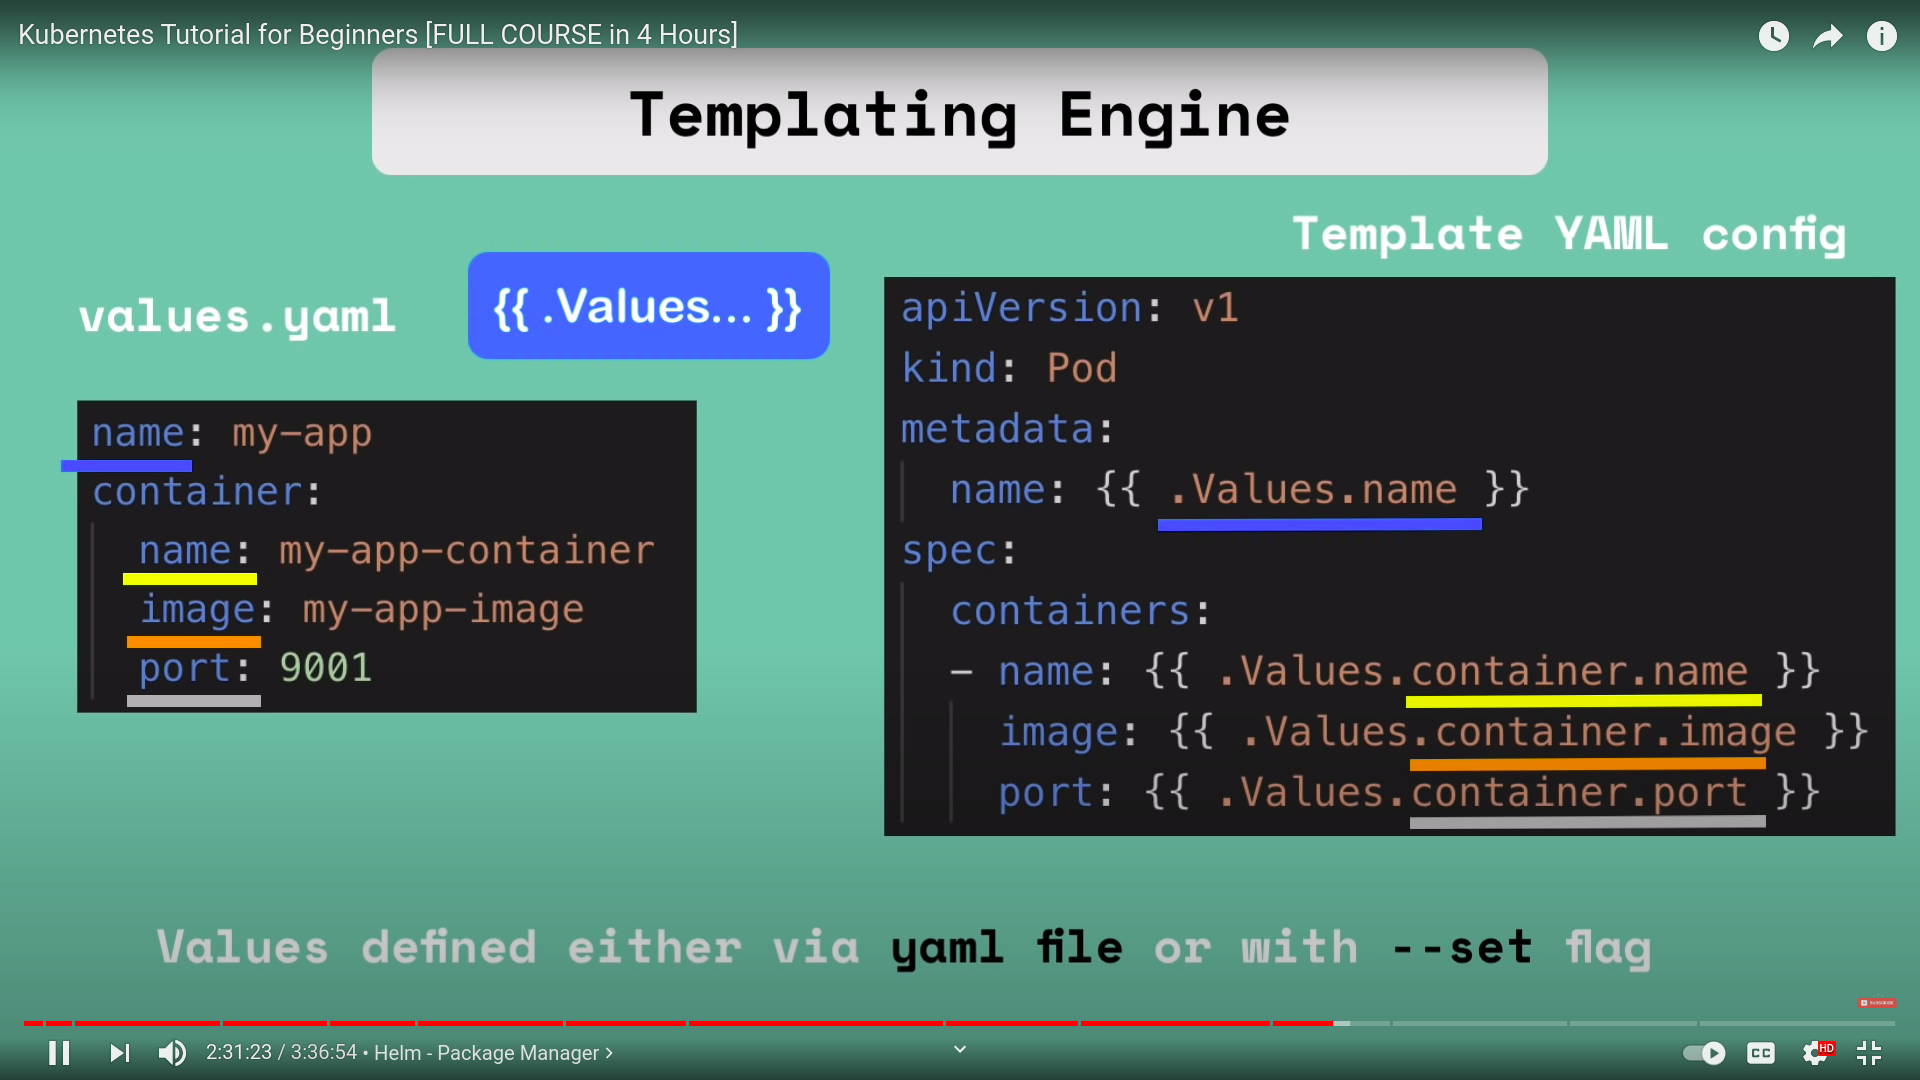 Kubernetes Tutorial for Beginners [FULL COURSE in 4 Hours]
Templating Engine
Template YAML config
values.yaml
{{ .Values... }}
name: my-app
container:
name: my-app-container
image: my-app-image
port: 9001
apiVersion: v1
kind: Pod
metadata:
name: {{ .Values.name }}
spec:
containers:
- name: {{ .Values.container.name }}
image: {{ .Values.container.image }}
port: {{ .Values.container.port }}
Values defined either via yaml file or with --set flag
SUBSCRIBE
2:31:23 / 3:36:54 • Helm - Package Manager >
CC
HD